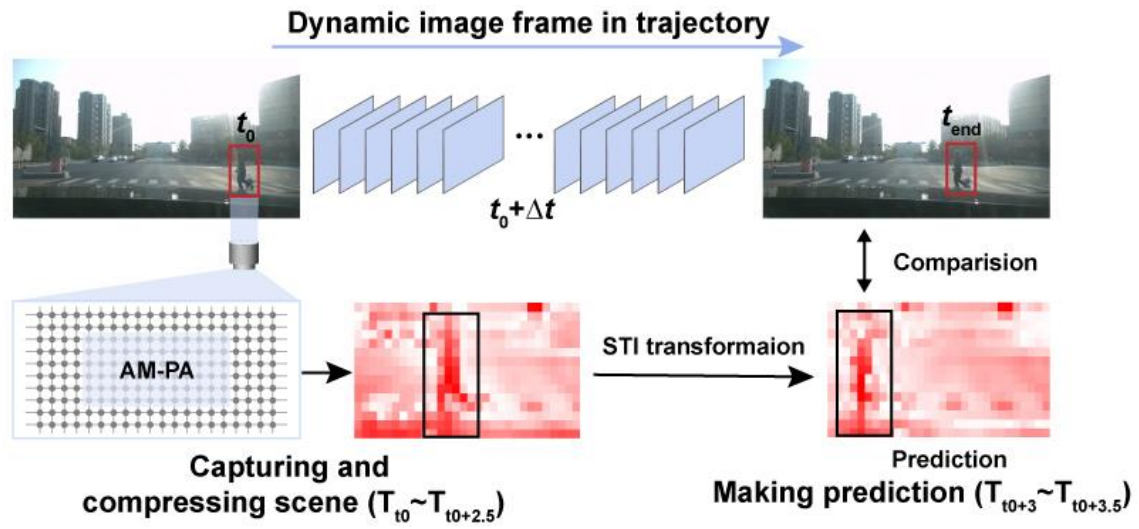 Dynamic image frame in trajectory
t0
tend
...
t0+Δt
Comparision
AM-PA
STI transformaion
Prediction
Capturing and
compressing scene (Tt0~Tt0+2.5)
Making prediction (Tt0+3~Tt0+3.5)